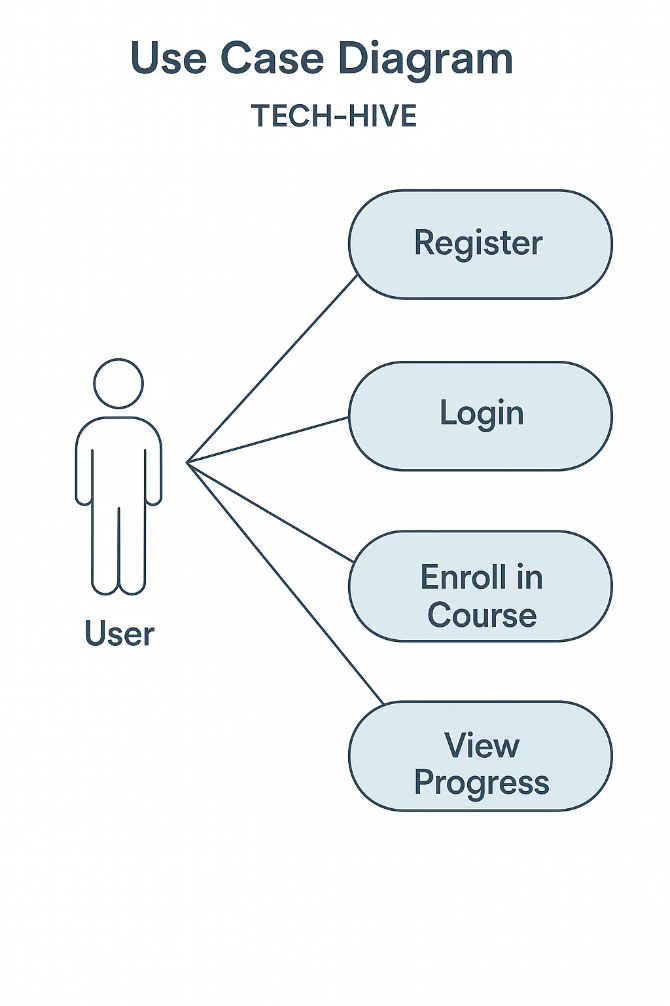 Use Case Diagram
TECH-HIVE
Register
Login
Enroll in
Course
View
Progress
User